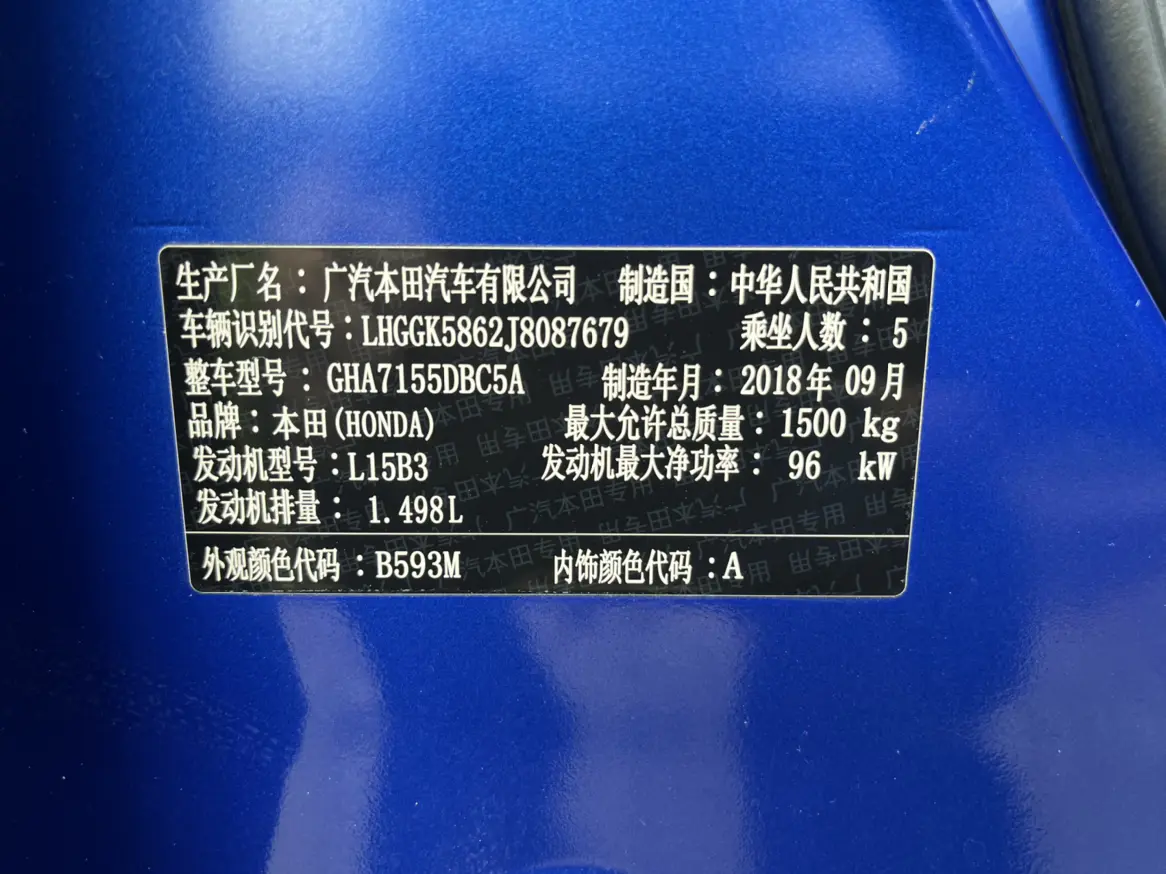 生产厂名：广汽本田汽车有限公司 制造国：中华人民共和国
车辆识别代号：LHGGK5862J8087679 乘坐人数：5
整车型号：GHA7155DBC5A 制造年月：2018年09月
品牌：本田(HONDA) 最大允许总质量：1500 kg
发动机型号：L15B3 发动机最大净功率：96 kW
发动机排量：1.498L
外观颜色代码：B593M 内饰颜色代码：A